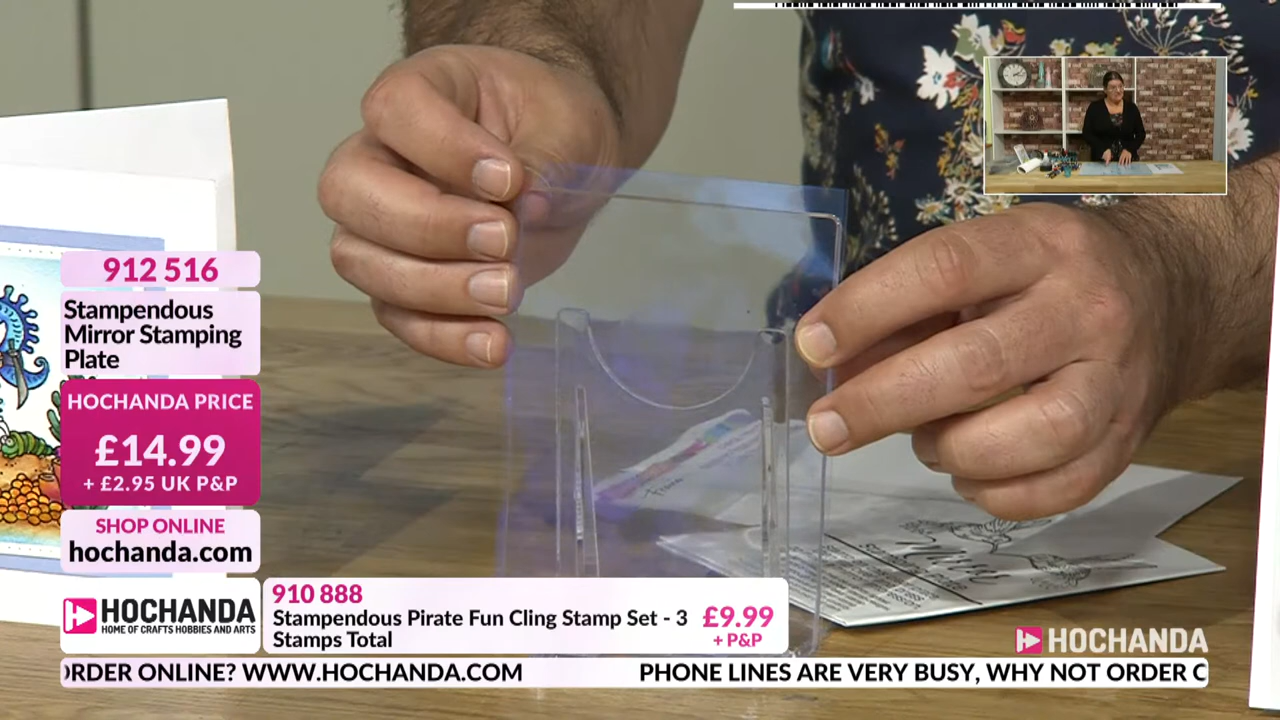 912 516
Stampendous
Mirror Stamping
Plate
HOCHANDA PRICE
£14.99
+ £2.95 UK P&P
SHOP ONLINE
hochanda.com
HOCHANDA
HOME OF CRAFTS HOBBIES AND ARTS
910 888
Stampendous Pirate Fun Cling Stamp Set - 3
Stamps Total
£9.99
+ P&P
HOCHANDA
ORDER ONLINE? WWW.HOCHANDA.COM
PHONE LINES ARE VERY BUSY, WHY NOT ORDER